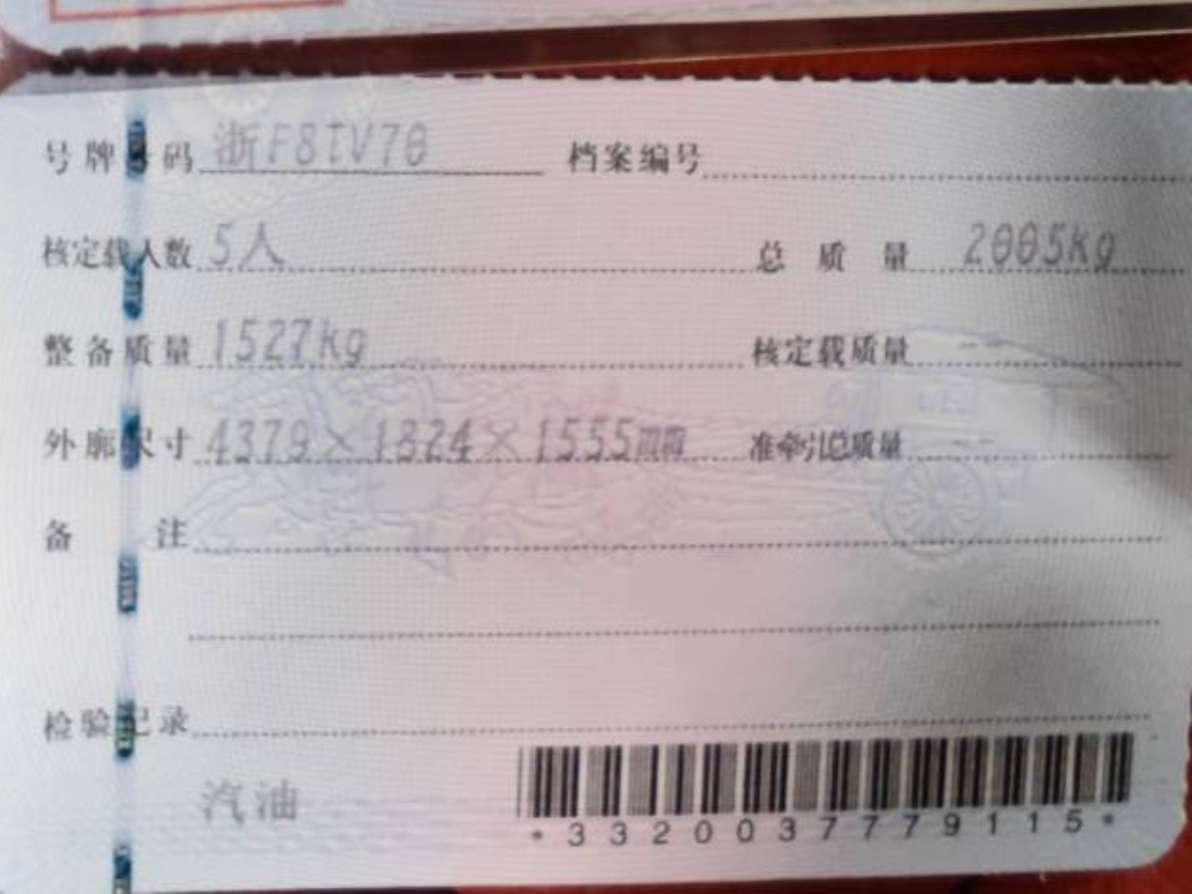 号牌号码 浙F8TV70 档案编号
核定载人数 5人 总质量 2005kg
整备质量 1527kg 核定载质量 --
外廓尺寸 4379×1824×1555mm 准牵引总质量 --
备注
检验记录
汽油
*3320037779115*